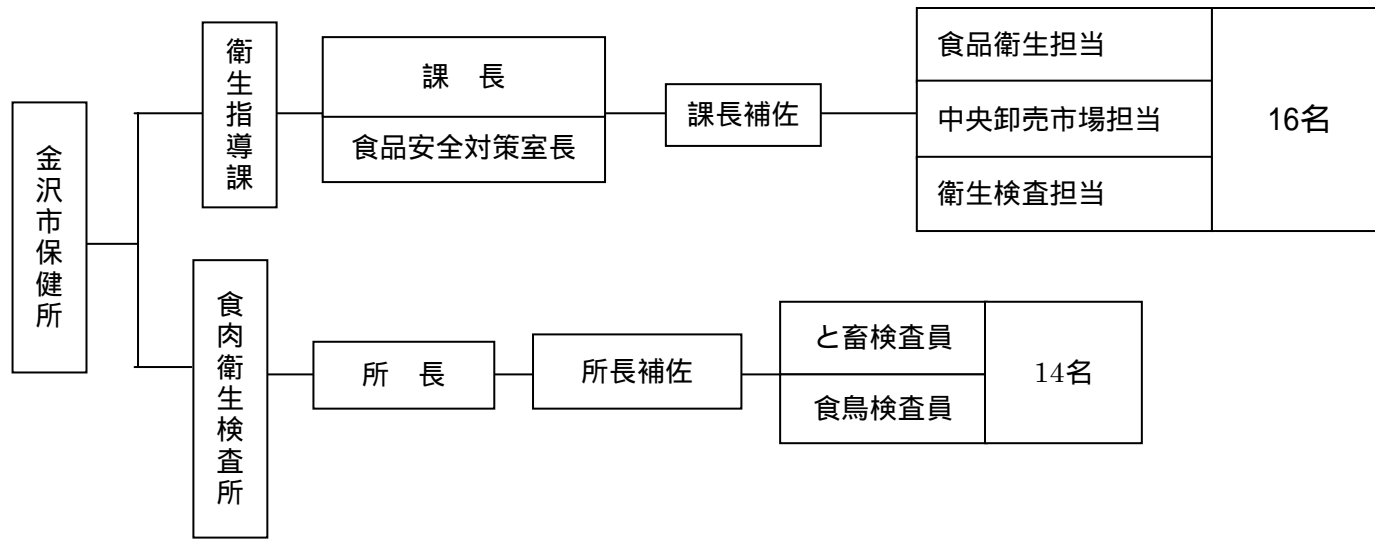 金沢市保健所
衛生指導課
課　長
食品安全対策室長
課長補佐
食品衛生担当
中央卸売市場担当
衛生検査担当
16名
食肉衛生検査所
所　長
所長補佐
と畜検査員
食鳥検査員
14名